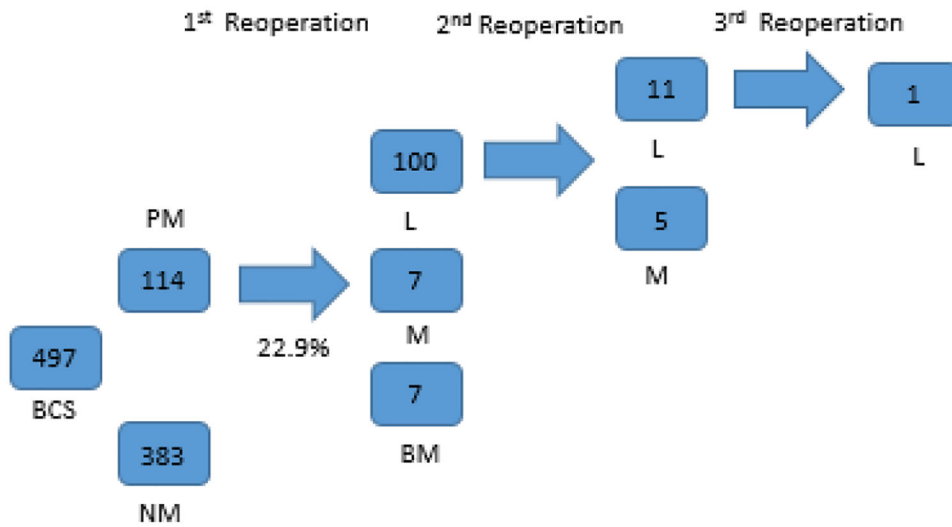 1st Reoperation
2nd Reoperation
3rd Reoperation
11
L
1
L
100
L
5
M
PM
114
22.9%
7
M
497
BCS
7
BM
383
NM